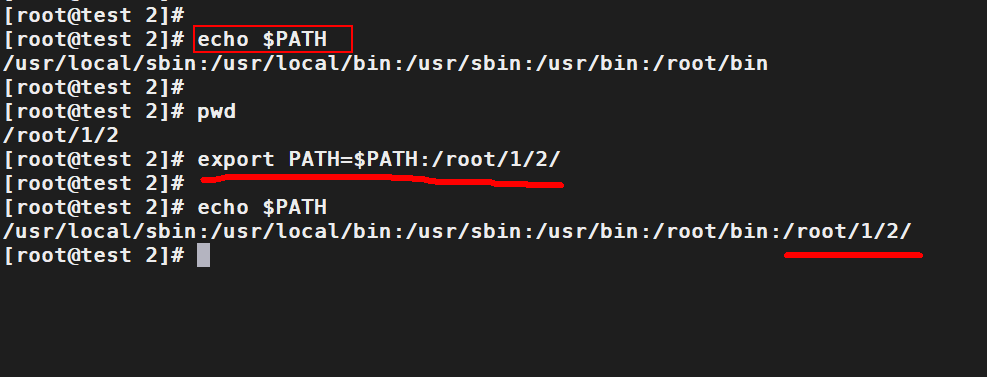 [root@test 2]#
[root@test 2]# echo $PATH
/usr/local/sbin:/usr/local/bin:/usr/sbin:/usr/bin:/root/bin
[root@test 2]#
[root@test 2]# pwd
/root/1/2
[root@test 2]# export PATH=$PATH:/root/1/2/
[root@test 2]#
[root@test 2]# echo $PATH
/usr/local/sbin:/usr/local/bin:/usr/sbin:/usr/bin:/root/bin:/root/1/2/
[root@test 2]#